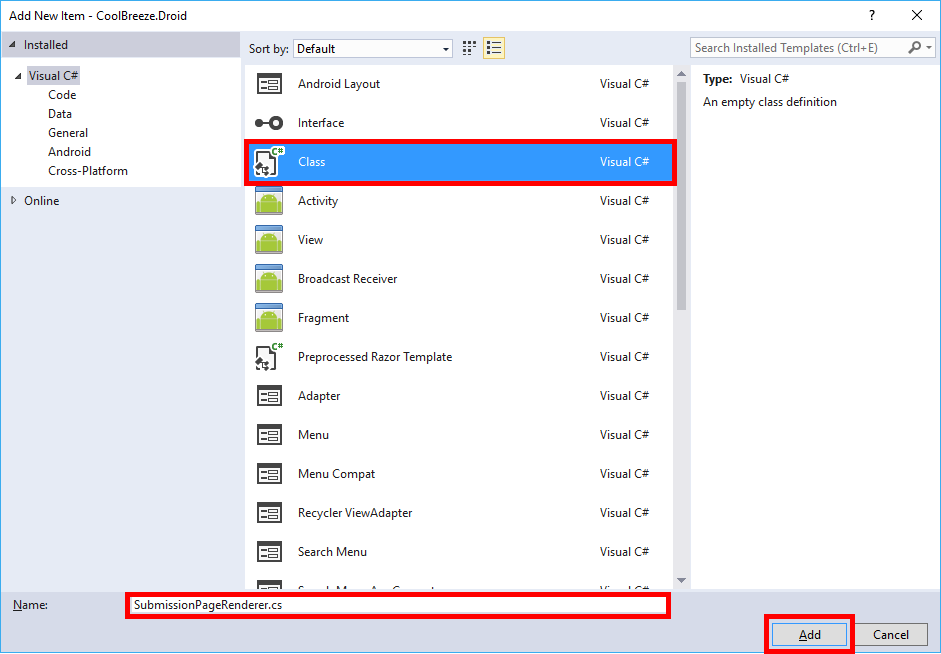 Add New Item - CoolBreeze.Droid
?
Installed
Sort by: Default
Search Installed Templates (Ctrl+E)
Visual C#
Code
Data
General
Android
Cross-Platform
Online
Android Layout Visual C#
Interface Visual C#
C# Class Visual C#
Activity Visual C#
View Visual C#
Broadcast Receiver Visual C#
Fragment Visual C#
C# Preprocessed Razor Template Visual C#
Adapter Visual C#
Menu Visual C#
Menu Compat Visual C#
Recycler ViewAdapter Visual C#
Search Menu Visual C#
Type: Visual C#
An empty class definition
Name: SubmissionPageRenderer.cs
Add Cancel